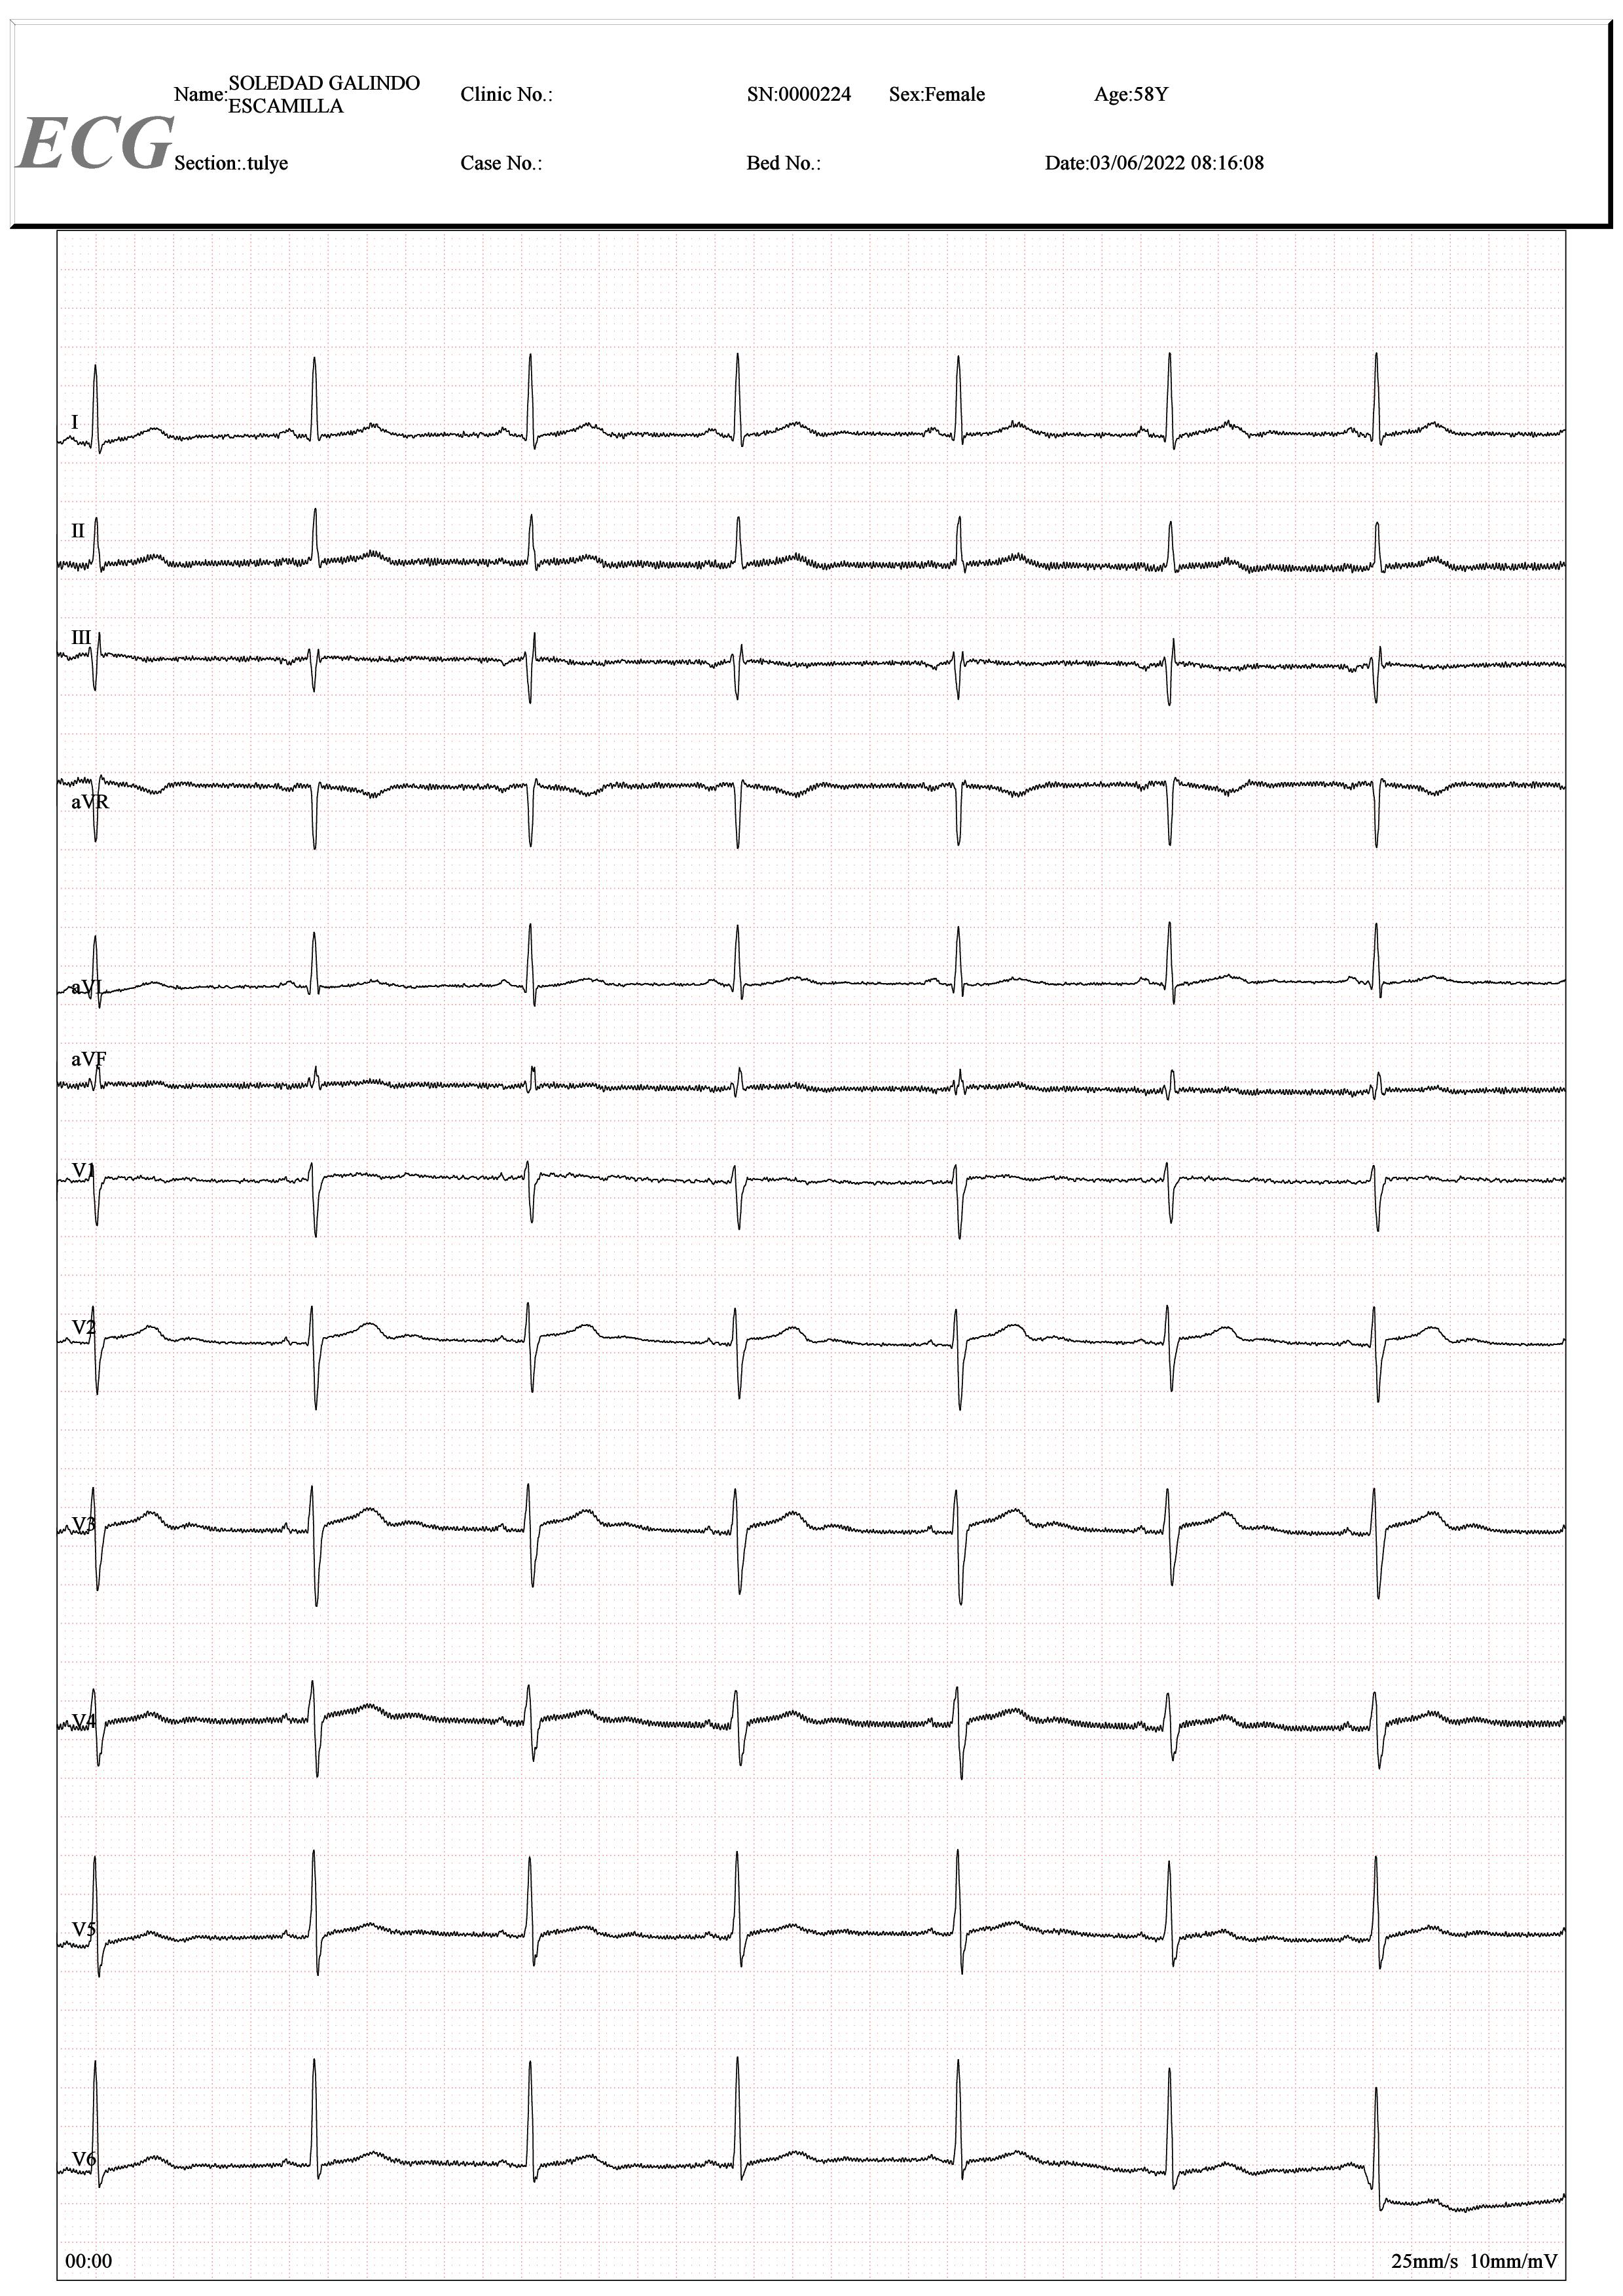 ECG
Name:SOLEDAD GALINDO ESCAMILLA Clinic No.: SN:0000224 Sex:Female Age:58Y
Section:.tulye Case No.: Bed No.: Date:03/06/2022 08:16:08
I
II
III
aVR
aVL
aVF
V1
V2
V3
V4
V5
V6
00:00 25mm/s 10mm/mV